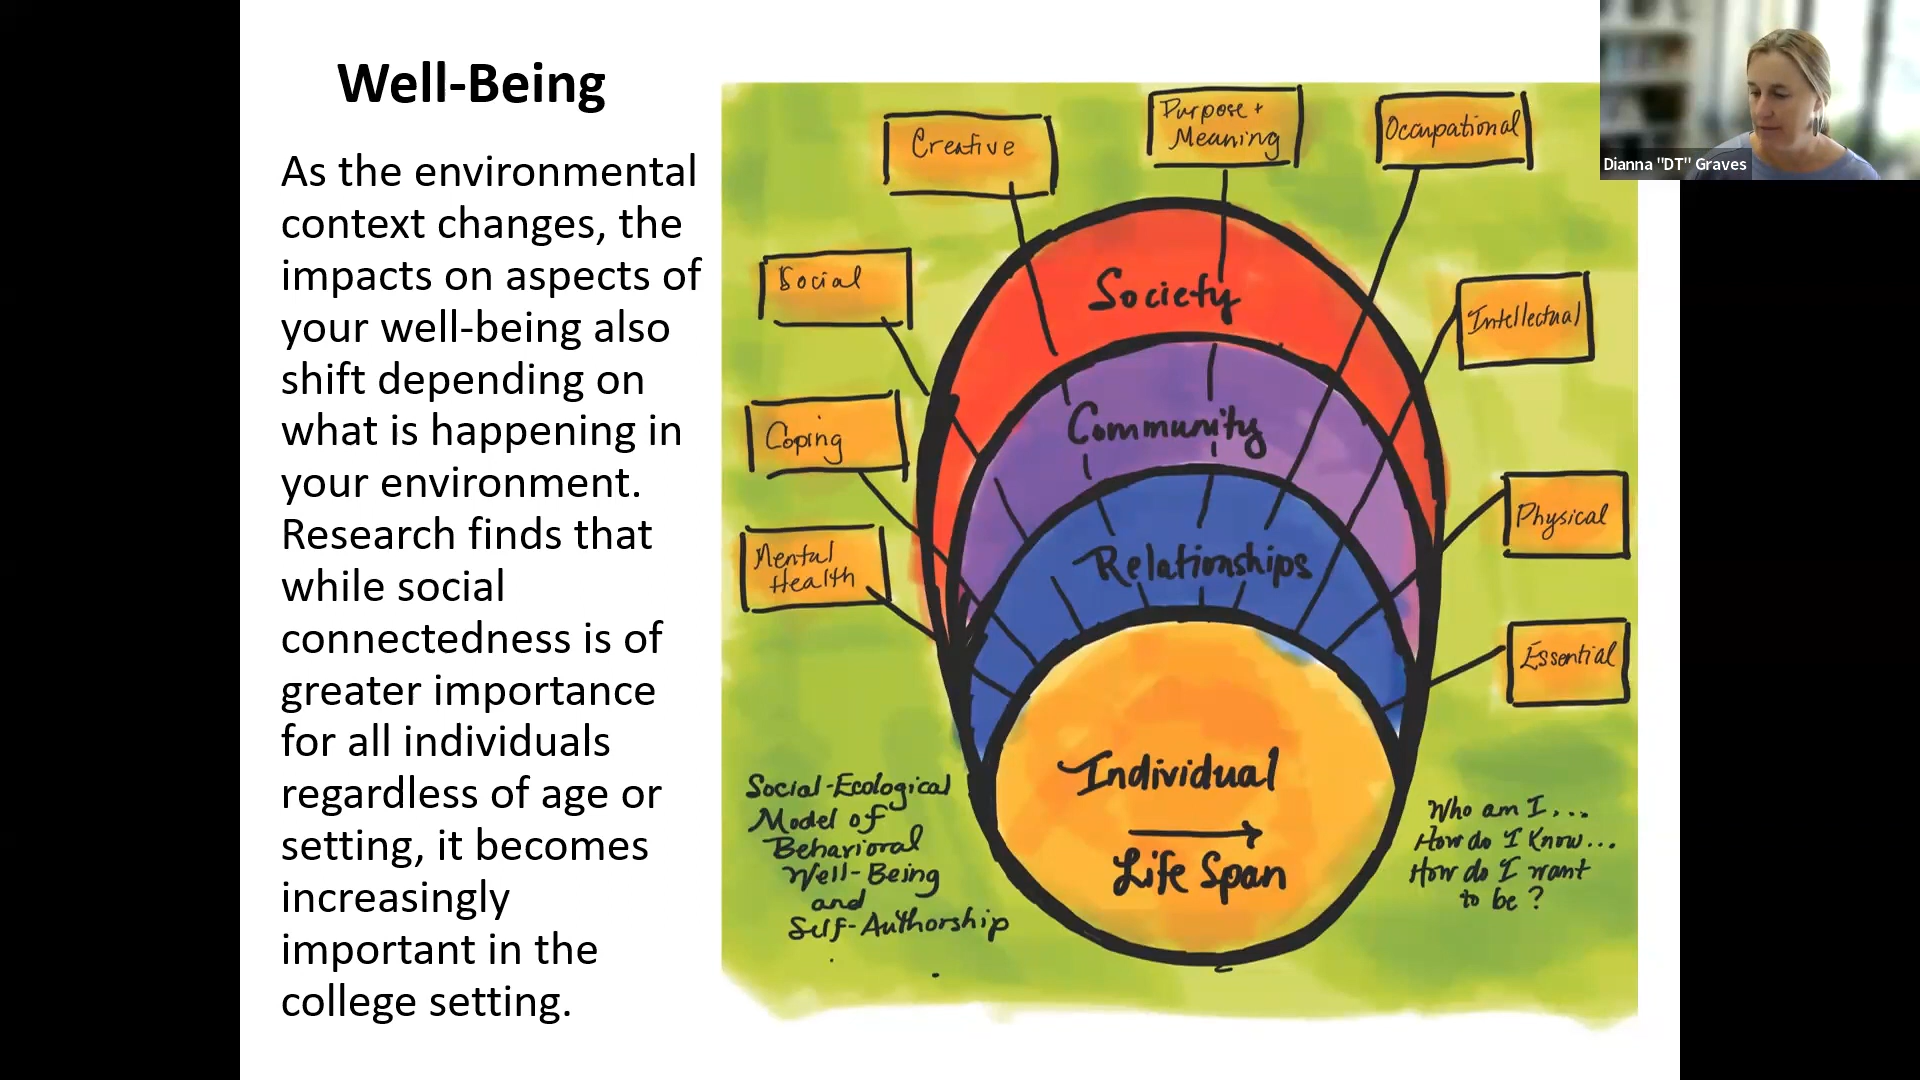 Well-Being
As the environmental
context changes, the
impacts on aspects of
your well-being also
shift depending on
what is happening in
your environment.
Research finds that
while social
connectedness is of
greater importance
for all individuals
regardless of age or
setting, it becomes
increasingly
important in the
college setting.
Creative
Purpose +
Meaning
Occupational
Social
Intellectual
Coping
Physical
Mental
Health
Essential
Society
Community
Relationships
Individual
Life Span
Social-Ecological
Model of
Behavioral
Well-Being
and
Self-Authorship
Who am I...
How do I know...
How do I want
to be?
Dianna "DT" Graves